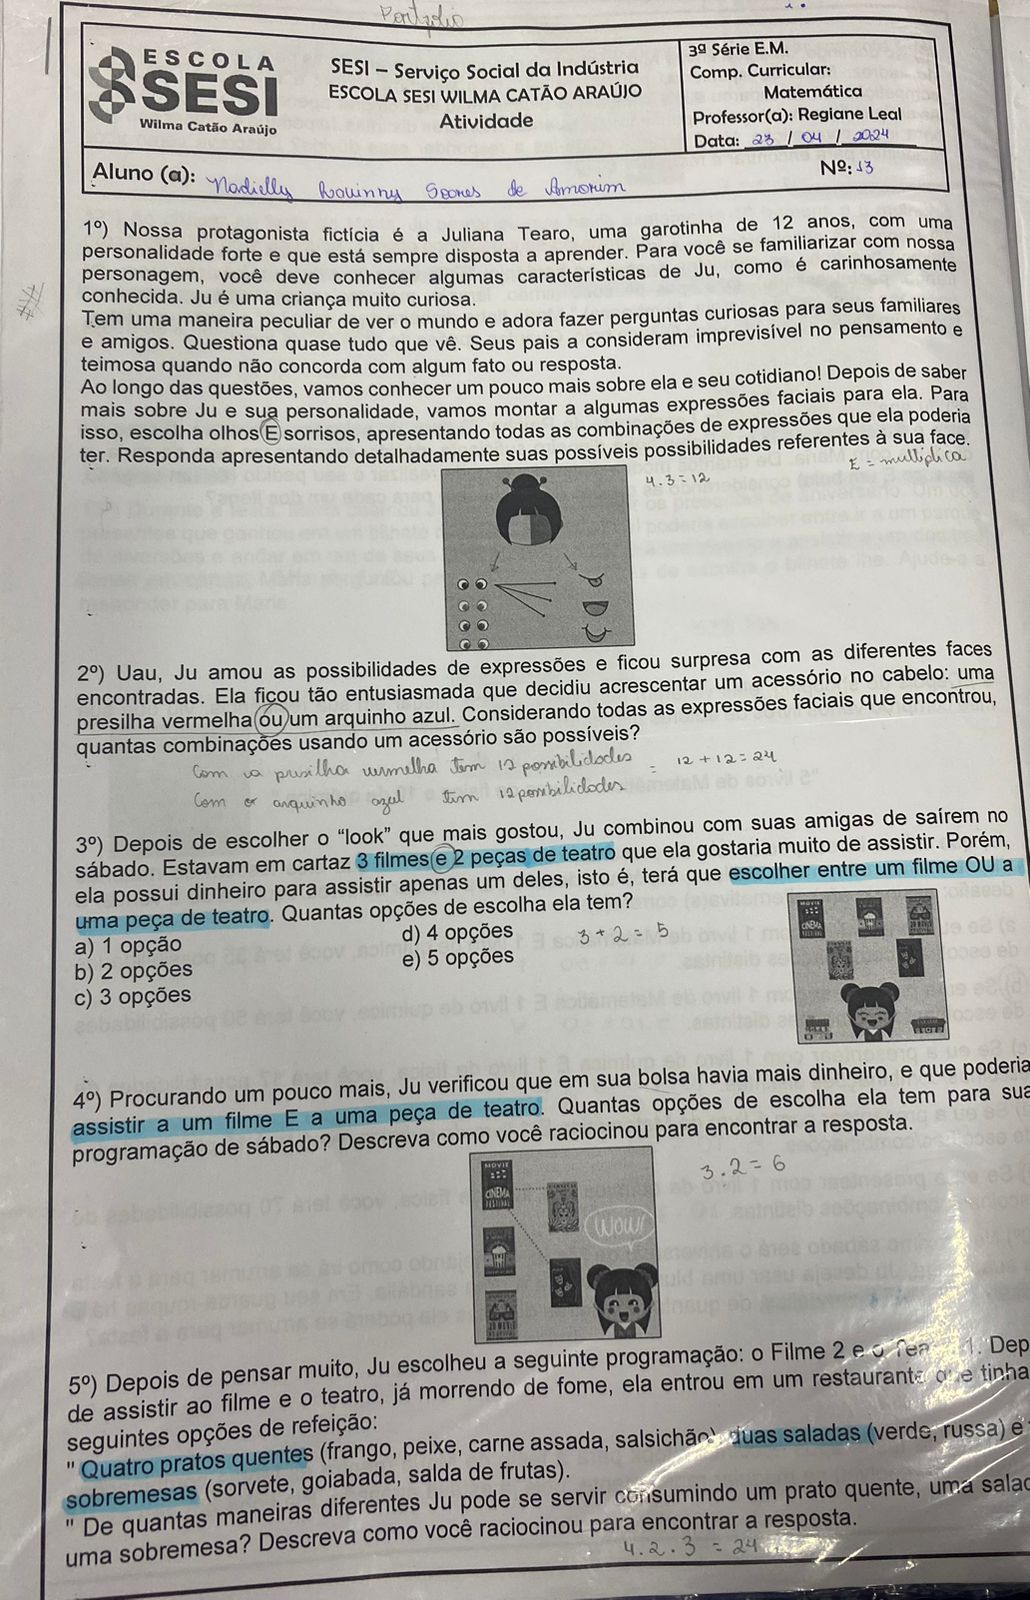 Portfolio
ESCOLA
SESI
Wilma Catão Araújo
SESI – Serviço Social da Indústria
ESCOLA SESI WILMA CATÃO ARAÚJO
Atividade
3ª Série E.M.
Comp. Curricular:
Matemática
Professor(a): Regiane Leal
Data: 23 / 04 / 2024
Aluno (a): Nadielly Rouinny Soares de Amorim
Nº: 13
1º) Nossa protagonista fictícia é a Juliana Tearo, uma garotinha de 12 anos, com uma
personalidade forte e que está sempre disposta a aprender. Para você se familiarizar com nossa
personagem, você deve conhecer algumas características de Ju, como é carinhosamente
conhecida. Ju é uma criança muito curiosa.
Tem uma maneira peculiar de ver o mundo e adora fazer perguntas curiosas para seus familiares
e amigos. Questiona quase tudo que vê. Seus pais a consideram imprevisível no pensamento e
teimosa quando não concorda com algum fato ou resposta.
Ao longo das questões, vamos conhecer um pouco mais sobre ela e seu cotidiano! Depois de saber
mais sobre Ju e sua personalidade, vamos montar a algumas expressões faciais para ela. Para
isso, escolha olhos E sorrisos, apresentando todas as combinações de expressões que ela poderia
ter. Responda apresentando detalhadamente suas possíveis possibilidades referentes à sua face.
E = multiplica
4.3=12
2º) Uau, Ju amou as possibilidades de expressões e ficou surpresa com as diferentes faces
encontradas. Ela ficou tão entusiasmada que decidiu acrescentar um acessório no cabelo: uma
presilha vermelha ou um arquinho azul. Considerando todas as expressões faciais que encontrou,
quantas combinações usando um acessório são possíveis?
Com a presilha vermelha tem 12 possibilidades = 12 + 12 = 24
Com o arquinho azul tem 12 possibilidades
3º) Depois de escolher o “look” que mais gostou, Ju combinou com suas amigas de saírem no
sábado. Estavam em cartaz 3 filmes e 2 peças de teatro que ela gostaria muito de assistir. Porém,
ela possui dinheiro para assistir apenas um deles, isto é, terá que escolher entre um filme OU a
uma peça de teatro. Quantas opções de escolha ela tem?
a) 1 opção
b) 2 opções
c) 3 opções
d) 4 opções
e) 5 opções
3 + 2 = 5
MOVIE
CINEMA
4º) Procurando um pouco mais, Ju verificou que em sua bolsa havia mais dinheiro, e que poderia
assistir a um filme E a uma peça de teatro. Quantas opções de escolha ela tem para sua
programação de sábado? Descreva como você raciocinou para encontrar a resposta.
3 . 2 = 6
MOVIE
CINEMA
FESTIVAL
WOW!
5º) Depois de pensar muito, Ju escolheu a seguinte programação: o Filme 2 e o 1. Dep
de assistir ao filme e o teatro, já morrendo de fome, ela entrou em um restaurante que tinha
seguintes opções de refeição:
" Quatro pratos quentes (frango, peixe, carne assada, salsichão), duas saladas (verde, russa) e
sobremesas (sorvete, goiabada, salda de frutas).
" De quantas maneiras diferentes Ju pode se servir consumindo um prato quente, uma salad
uma sobremesa? Descreva como você raciocinou para encontrar a resposta.
4.2.3 = 24